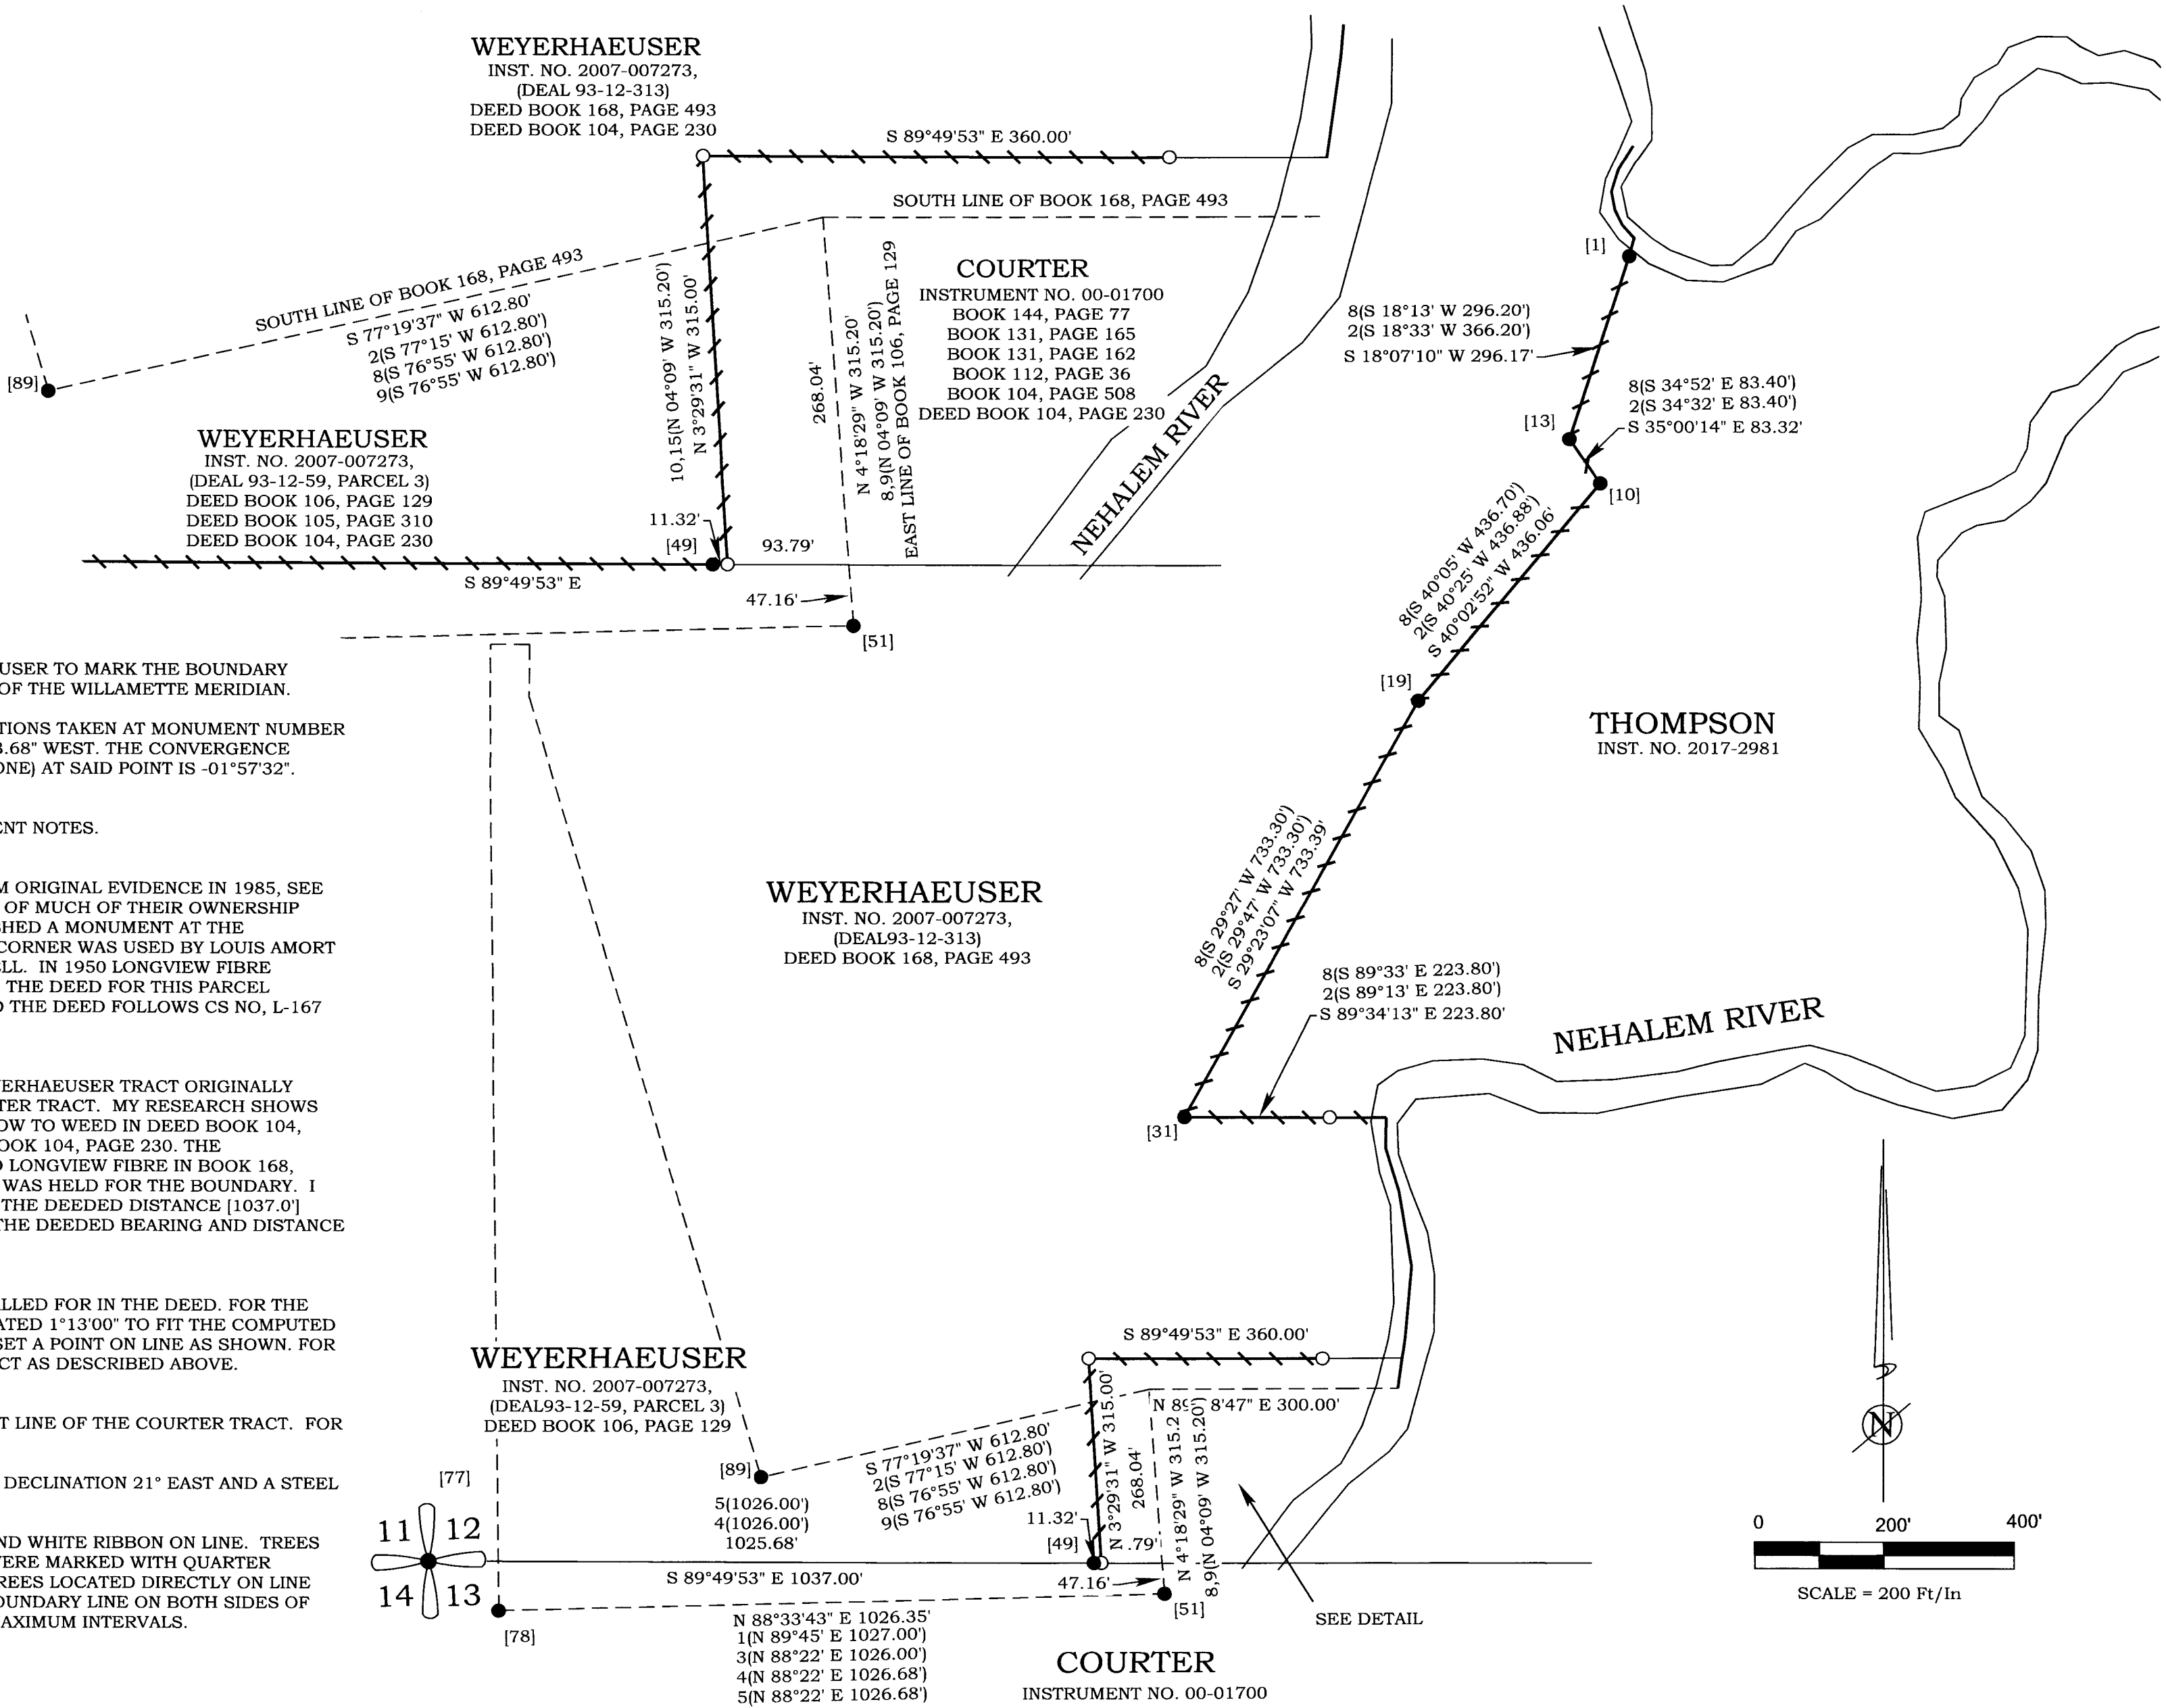 WEYERHAEUSER
INST. NO. 2007-007273,
(DEAL 93-12-313)
DEED BOOK 168, PAGE 493
DEED BOOK 104, PAGE 230
S 89°49'53" E 360.00'
SOUTH LINE OF BOOK 168, PAGE 493
SOUTH LINE OF BOOK 168, PAGE 493
S 77°19'37" W 612.80'
2(S 77°15' W 612.80')
8(S 76°55' W 612.80')
9(S 76°55' W 612.80')
[89]
10,15(N 04°09' W 315.20')
N 3°29'31" W 315.00'
268.04'
N 4°18'29" W 315.20'
8,9(N 04°09' W 315.20')
EAST LINE OF BOOK 106, PAGE 129
COURTER
INSTRUMENT NO. 00-01700
BOOK 144, PAGE 77
BOOK 131, PAGE 165
BOOK 131, PAGE 162
BOOK 112, PAGE 36
BOOK 104, PAGE 508
DEED BOOK 104, PAGE 230
NEHALEM RIVER
WEYERHAEUSER
INST. NO. 2007-007273,
(DEAL 93-12-59, PARCEL 3)
DEED BOOK 106, PAGE 129
DEED BOOK 105, PAGE 310
DEED BOOK 104, PAGE 230
11.32'
[49]
93.79'
S 89°49'53" E
47.16'
[51]
[1]
8(S 18°13' W 296.20')
2(S 18°33' W 366.20')
S 18°07'10" W 296.17'
[13]
8(S 34°52' E 83.40')
2(S 34°32' E 83.40')
S 35°00'14" E 83.32'
[10]
8(S 40°05' W 436.70')
2(S 40°25' W 436.88')
S 40°02'52" W 436.06'
[19]
THOMPSON
INST. NO. 2017-2981
USER TO MARK THE BOUNDARY
OF THE WILLAMETTE MERIDIAN.
TIONS TAKEN AT MONUMENT NUMBER
3.68" WEST. THE CONVERGENCE
ONE) AT SAID POINT IS -01°57'32".
ENT NOTES.
M ORIGINAL EVIDENCE IN 1985, SEE
OF MUCH OF THEIR OWNERSHIP
SHED A MONUMENT AT THE
CORNER WAS USED BY LOUIS AMORT
ELL. IN 1950 LONGVIEW FIBRE
THE DEED FOR THIS PARCEL
D THE DEED FOLLOWS CS NO, L-167
YERHAEUSER TRACT ORIGINALLY
TER TRACT. MY RESEARCH SHOWS
OW TO WEED IN DEED BOOK 104,
OOK 104, PAGE 230. THE
O LONGVIEW FIBRE IN BOOK 168,
WAS HELD FOR THE BOUNDARY. I
THE DEEDED DISTANCE [1037.0']
THE DEEDED BEARING AND DISTANCE
LLED FOR IN THE DEED. FOR THE
ATED 1°13'00" TO FIT THE COMPUTED
SET A POINT ON LINE AS SHOWN. FOR
CT AS DESCRIBED ABOVE.
T LINE OF THE COURTER TRACT. FOR
DECLINATION 21° EAST AND A STEEL
ND WHITE RIBBON ON LINE. TREES
VERE MARKED WITH QUARTER
TREES LOCATED DIRECTLY ON LINE
OUNDARY LINE ON BOTH SIDES OF
AXIMUM INTERVALS.
WEYERHAEUSER
INST. NO. 2007-007273,
(DEAL93-12-313)
DEED BOOK 168, PAGE 493
8(S 29°27' W 733.30')
2(S 29°47' W 733.30')
S 29°23'07" W 733.39'
8(S 89°33' E 223.80')
2(S 89°13' E 223.80')
S 89°34'13" E 223.80'
[31]
NEHALEM RIVER
WEYERHAEUSER
INST. NO. 2007-007273,
(DEAL93-12-59, PARCEL 3)
DEED BOOK 106, PAGE 129
S 89°49'53" E 360.00'
8'47" E 300.00'
[89]
S 77°19'37" W 612.80'
2(S 77°15' W 612.80')
8(S 76°55' W 612.80')
9(S 76°55' W 612.80')
N 3°29'31" W 315.00'
268.04'
N 4°18'29" W 315.2
8,9(N 04°09' W 315.20')
[77]
11 12
14 13
5(1026.00')
4(1026.00')
1025.68'
11.32'
[49]
.79'
S 89°49'53" E 1037.00'
47.16'
[51]
[78]
N 88°33'43" E 1026.35'
1(N 89°45' E 1027.00')
3(N 88°22' E 1026.00')
4(N 88°22' E 1026.68')
5(N 88°22' E 1026.68')
SEE DETAIL
COURTER
INSTRUMENT NO. 00-01700
N
0 200' 400'
SCALE = 200 Ft/In